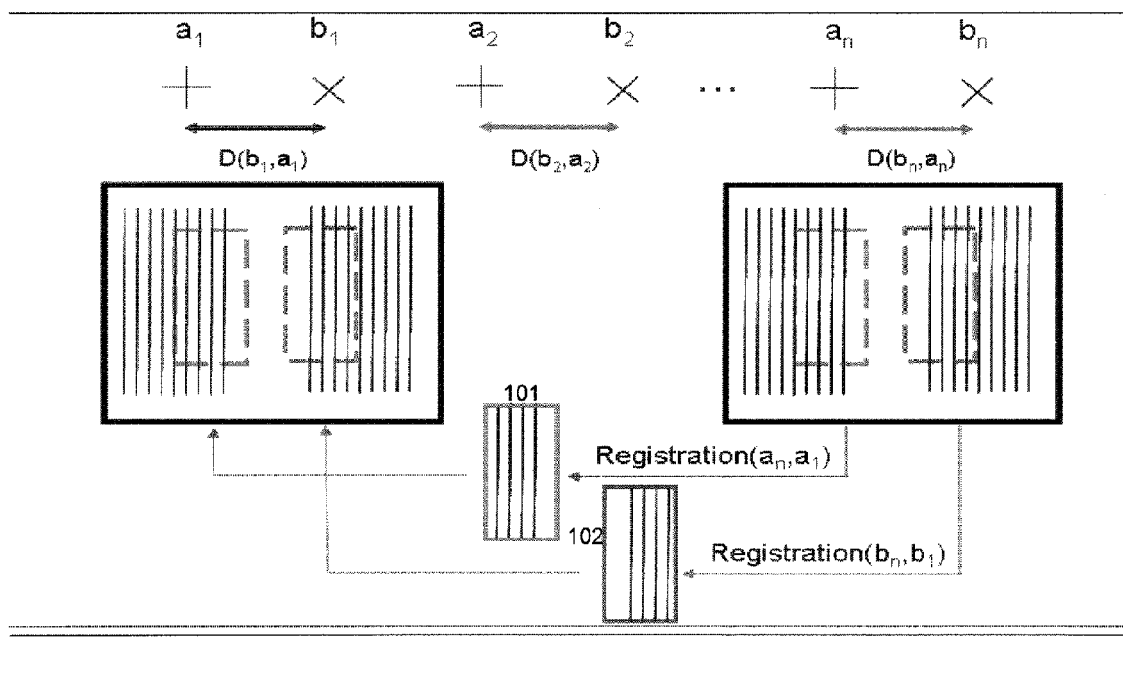 a₁ b₁ a₂ b₂ aₙ bₙ
...
D(b₁,a₁) D(b₂,a₂) D(bₙ,aₙ)
101
Registration(aₙ,a₁)
102
Registration(bₙ,b₁)